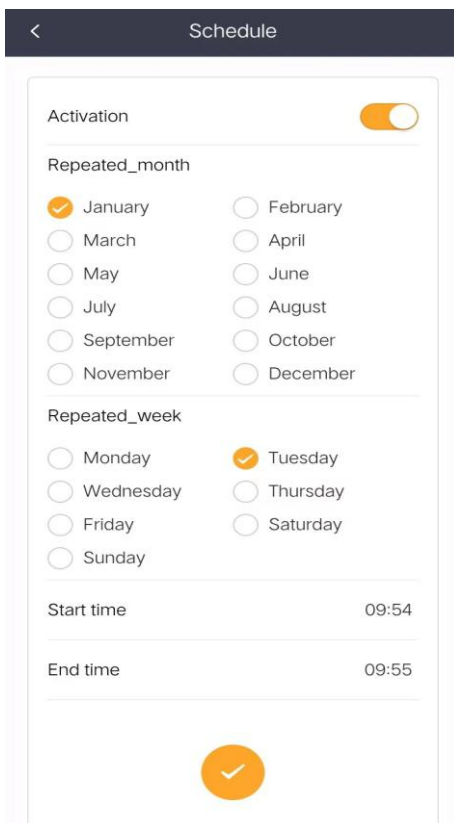 Schedule
Activation
Repeated_month
January February
March April
May June
July August
September October
November December
Repeated_week
Monday Tuesday
Wednesday Thursday
Friday Saturday
Sunday
Start time 09:54
End time 09:55